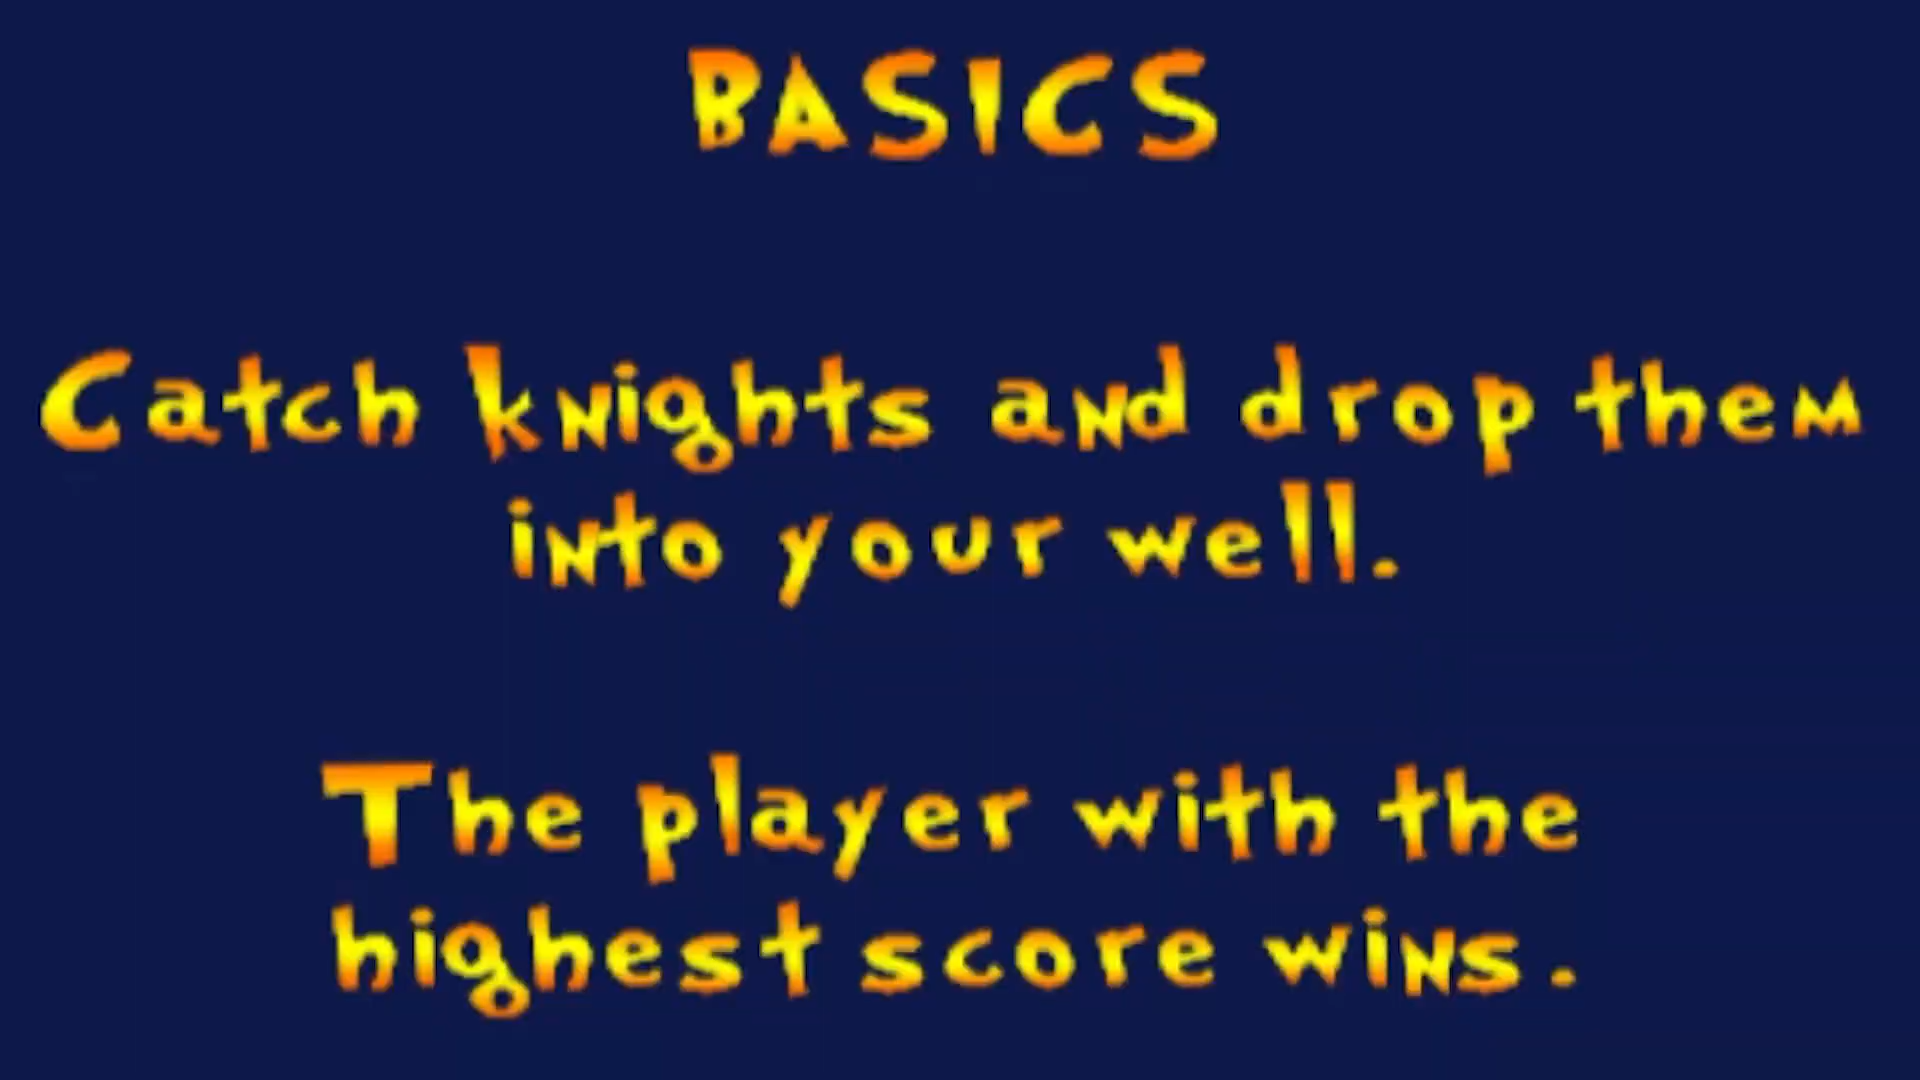 BASICS
Catch knights and drop them
into your well.
The player with the
highest score wins.